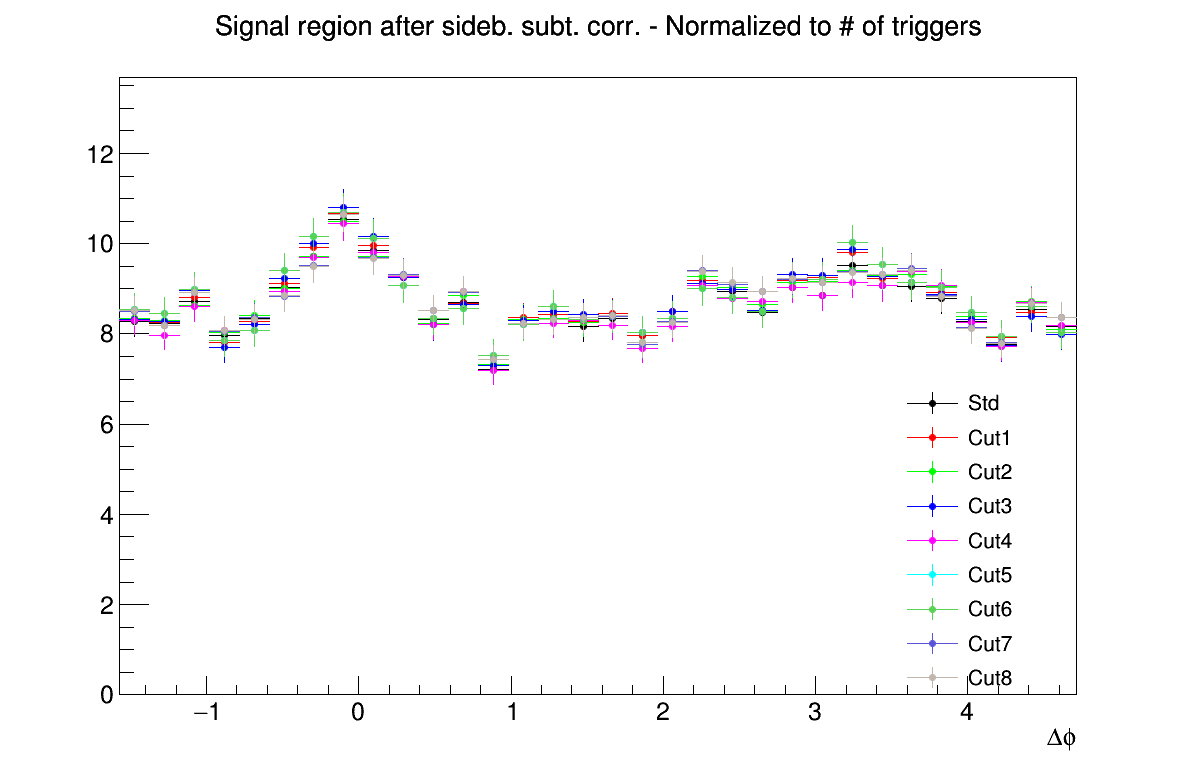 Signal region after sideb. subt. corr. - Normalized to # of triggers
12
10
8
6
4
2
0
Std
Cut1
Cut2
Cut3
Cut4
Cut5
Cut6
Cut7
Cut8
−1 0 1 2 3 4
Δϕ